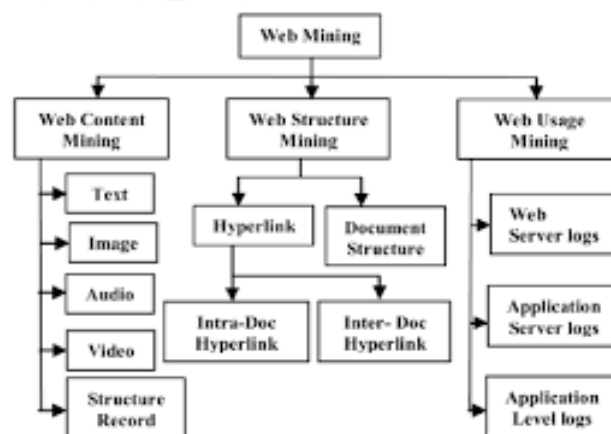 Web Mining
Web Content
Mining
Web Structure
Mining
Web Usage
Mining
Text
Image
Audio
Video
Structure
Record
Hyperlink
Document
Structure
Intra-Doc
Hyperlink
Inter- Doc
Hyperlink
Web
Server logs
Application
Server logs
Application
Level logs